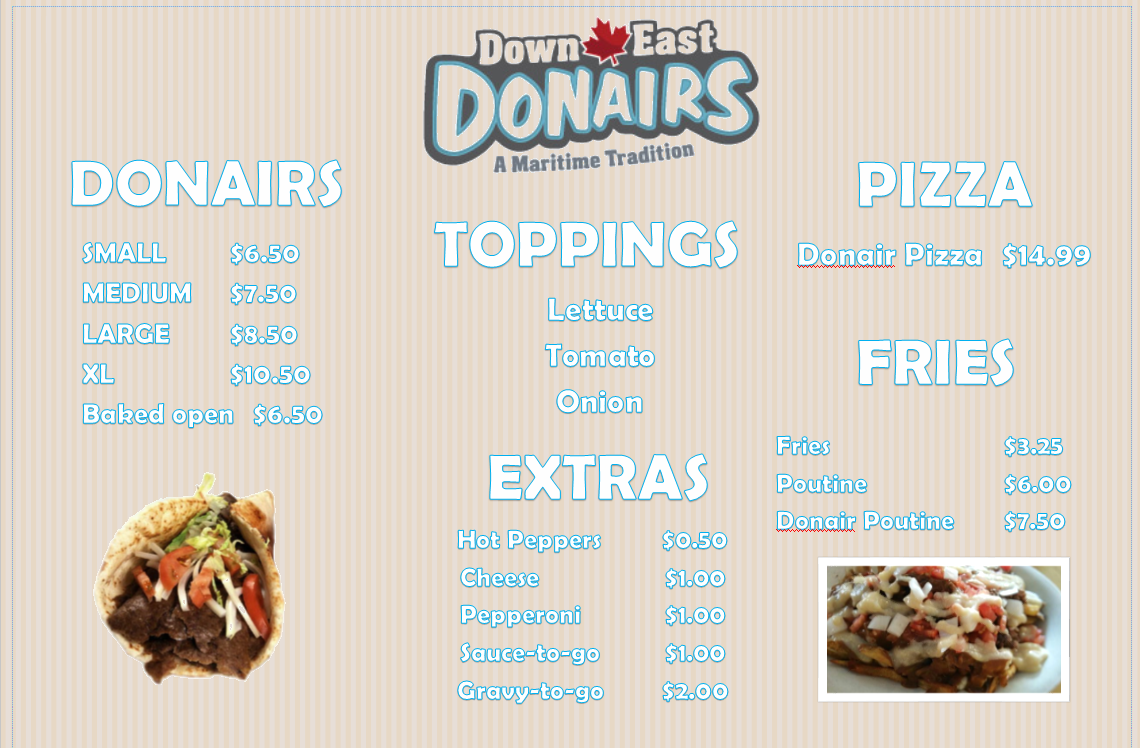 Down East
DONAIRS
A Maritime Tradition
DONAIRS
SMALL $6.50
MEDIUM $7.50
LARGE $8.50
XL $10.50
Baked open $6.50
TOPPINGS
Lettuce
Tomato
Onion
EXTRAS
Hot Peppers $0.50
Cheese $1.00
Pepperoni $1.00
Sauce-to-go $1.00
Gravy-to-go $2.00
PIZZA
Donair Pizza $14.99
FRIES
Fries $3.25
Poutine $6.00
Donair Poutine $7.50